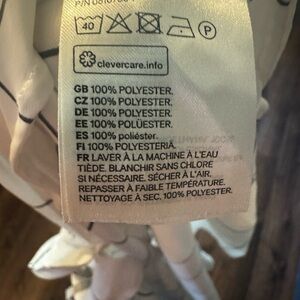 40 P
clevercare.info
GB 100% POLYESTER.
CZ 100% POLYESTER.
DE 100% POLYESTER.
EE 100% POLÜESTER.
ES 100% poliéster.
FI 100% POLYESTERIA.
FR LAVER À LA MACHINE À L'EAU
TIÈDE. BLANCHIR SANS CHLORE
SI NÉCESSAIRE. SÉCHER À L'AIR.
REPASSER À FAIBLE TEMPÉRATURE.
NETTOYAGE À SEC. 100% POLYESTER